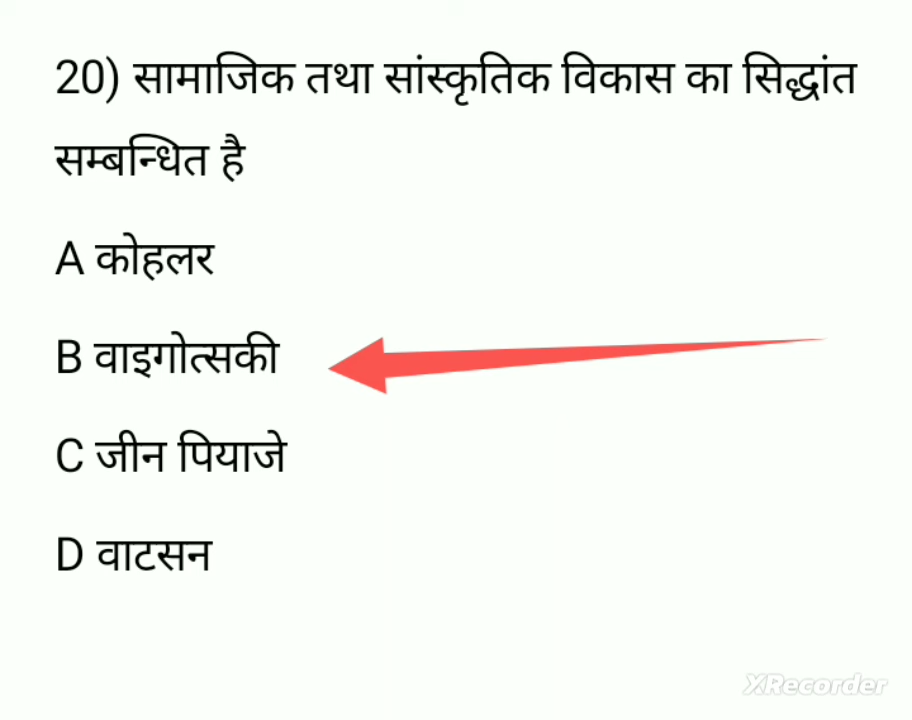 20) सामाजिक तथा सांस्कृतिक विकास का सिद्धांत
सम्बन्धित है
A कोहलर
B वाइगोत्सकी
C जीन पियाजे
D वाटसन
XRecorder